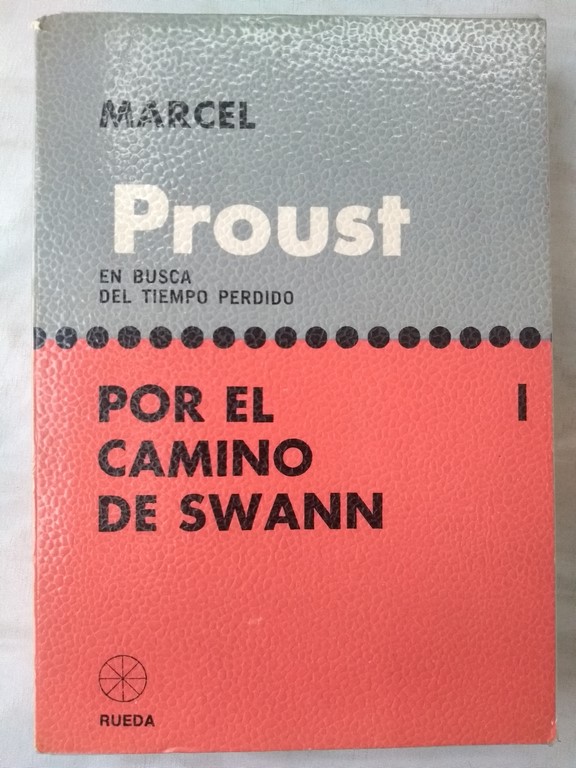 MARCEL
Proust
EN BUSCA
DEL TIEMPO PERDIDO
POR EL
I
CAMINO
DE SWANN
RUEDA